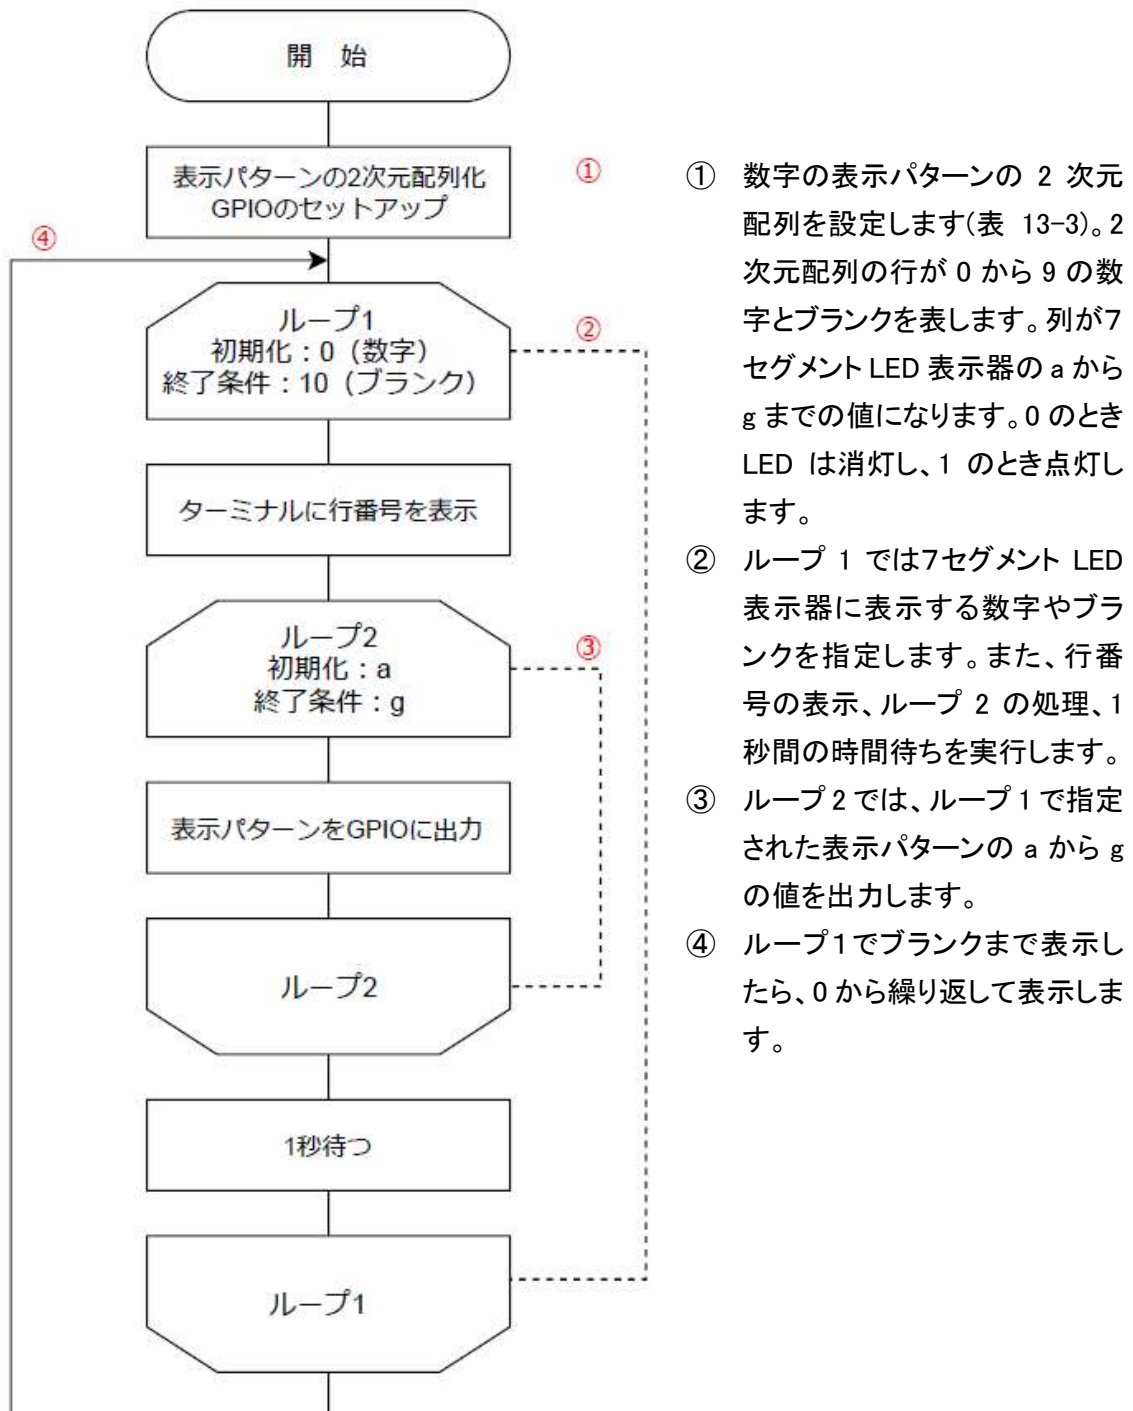 開 始
表示パターンの2次元配列化
GPIOのセットアップ
①
④
ループ1
初期化：0（数字）
終了条件：10（ブランク）
②
ターミナルに行番号を表示
ループ2
初期化：a
終了条件：g
③
表示パターンをGPIOに出力
ループ2
1秒待つ
ループ1
① 数字の表示パターンの 2 次元
配列を設定します(表 13-3)。2
次元配列の行が 0 から 9 の数
字とブランクを表します。列が７
セグメント LED 表示器の a から
g までの値になります。0 のとき
LED は消灯し、1 のとき点灯し
ます。
② ループ 1 では７セグメント LED
表示器に表示する数字やブラ
ンクを指定します。また、行番
号の表示、ループ 2 の処理、1
秒間の時間待ちを実行します。
③ ループ 2 では、ループ 1 で指定
された表示パターンの a から g
の値を出力します。
④ ループ１でブランクまで表示し
たら、0 から繰り返して表示しま
す。